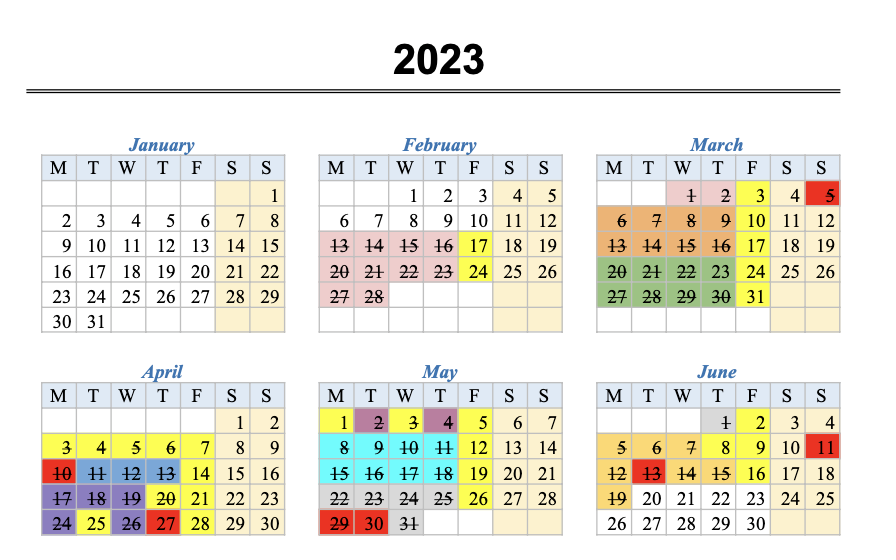 2023
January February March
M T W T F S S M T W T F S S M T W T F S S
1 1 2 3 4 5 1 2 3 4 5
2 3 4 5 6 7 8 6 7 8 9 10 11 12 6 7 8 9 10 11 12
9 10 11 12 13 14 15 13 14 15 16 17 18 19 13 14 15 16 17 18 19
16 17 18 19 20 21 22 20 21 22 23 24 25 26 20 21 22 23 24 25 26
23 24 25 26 27 28 29 27 28 27 28 29 30 31
30 31
April May June
M T W T F S S M T W T F S S M T W T F S S
1 2 1 2 3 4 5 6 7 1 2 3 4
3 4 5 6 7 8 9 8 9 10 11 12 13 14 5 6 7 8 9 10 11
10 11 12 13 14 15 16 15 16 17 18 19 20 21 12 13 14 15 16 17 18
17 18 19 20 21 22 23 22 23 24 25 26 27 28 19 20 21 22 23 24 25
24 25 26 27 28 29 30 29 30 31 26 27 28 29 30